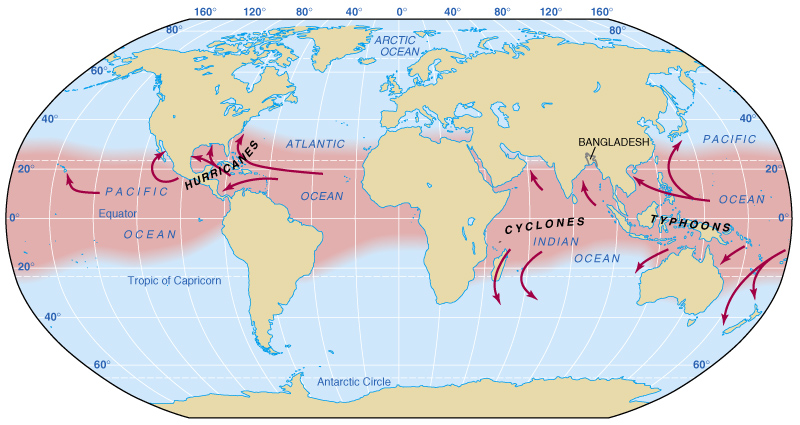 160° 120° 80° 40° 0° 40° 80° 120° 160°
80° 80°
ARCTIC
OCEAN
60° 60°
40° 40°
ATLANTIC
BANGLADESH
PACIFIC
HURRICANES
20° 20°
PACIFIC
OCEAN
OCEAN
Equator
0° 0°
CYCLONES
TYPHOONS
OCEAN
INDIAN
OCEAN
20° 20°
Tropic of Capricorn
40° 40°
60° 60°
Antarctic Circle